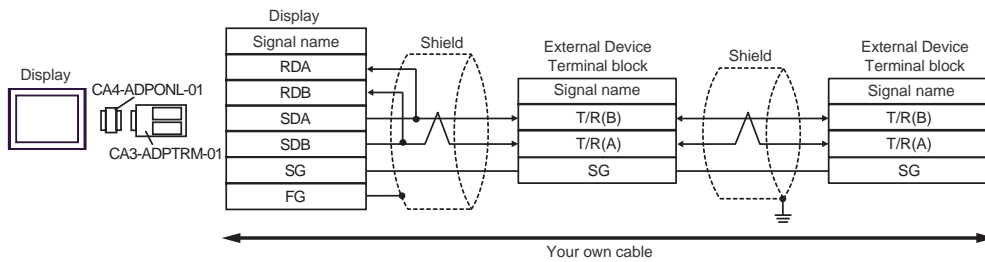 Display
CA4-ADPONL-01
CA3-ADPTRM-01
Display
Signal name
RDA
RDB
SDA
SDB
SG
FG
Shield
External Device
Terminal block
Signal name
T/R(B)
T/R(A)
SG
Shield
External Device
Terminal block
Signal name
T/R(B)
T/R(A)
SG
Your own cable